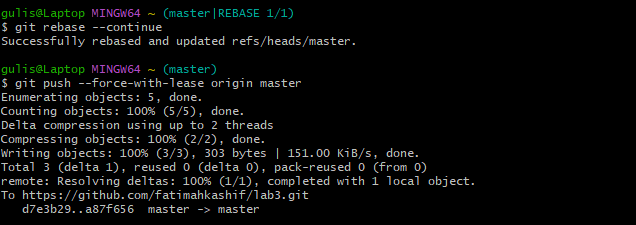 gulis@Laptop MINGW64 ~ (master|REBASE 1/1)
$ git rebase --continue
Successfully rebased and updated refs/heads/master.
gulis@Laptop MINGW64 ~ (master)
$ git push --force-with-lease origin master
Enumerating objects: 5, done.
Counting objects: 100% (5/5), done.
Delta compression using up to 2 threads
Compressing objects: 100% (2/2), done.
Writing objects: 100% (3/3), 303 bytes | 151.00 KiB/s, done.
Total 3 (delta 1), reused 0 (delta 0), pack-reused 0 (from 0)
remote: Resolving deltas: 100% (1/1), completed with 1 local object.
To https://github.com/fatimahkashif/lab3.git
   d7e3b29..a87f656  master -> master